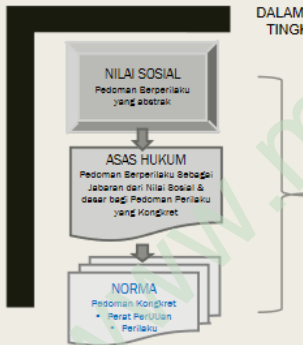 DALAM
TINGK
NILAI SOSIAL
Pedoman Berperilaku
yang abstrak
ASAS HUKUM
Pedoman Berperilaku Sebagai
Jabaran dari Nilai Sosial &
dasar bagi Pedoman Perilaku
yang Kongkret
NORMA
Pedoman Kongkret
• Perat PerUUan
• Perilaku
www.m